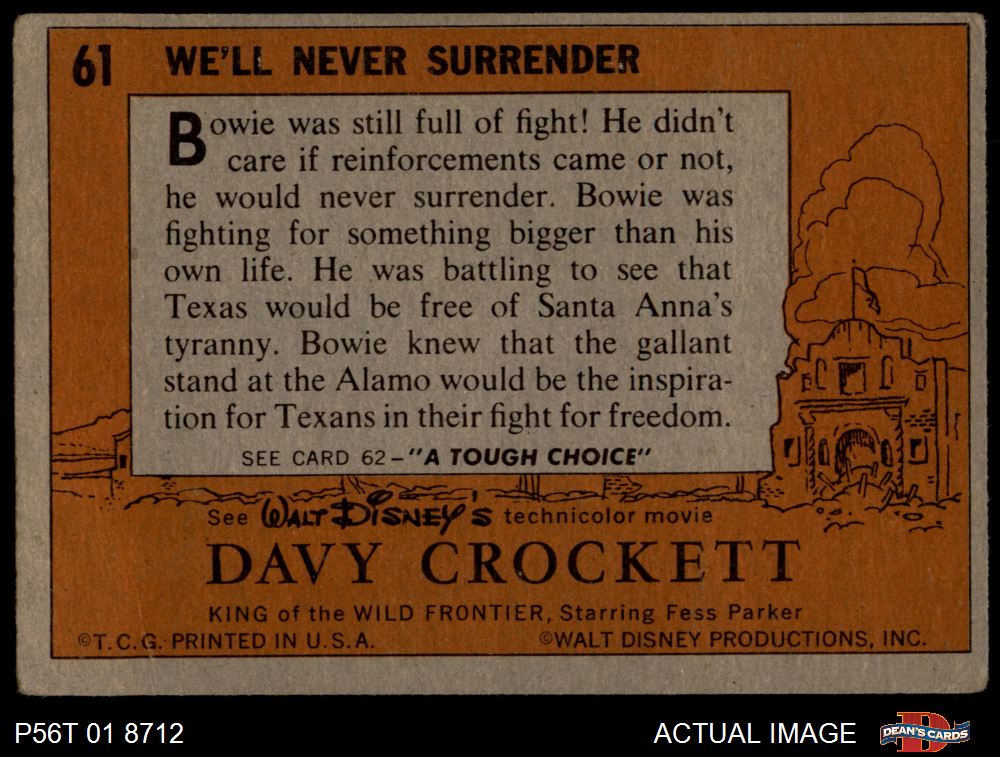 61 WE'LL NEVER SURRENDER
Bowie was still full of fight! He didn't
care if reinforcements came or not,
he would never surrender. Bowie was
fighting for something bigger than his
own life. He was battling to see that
Texas would be free of Santa Anna's
tyranny. Bowie knew that the gallant
stand at the Alamo would be the inspira-
tion for Texans in their fight for freedom.
SEE CARD 62-"A TOUGH CHOICE"
See WALT DISNEY'S technicolor movie
DAVY CROCKETT
KING of the WILD FRONTIER, Starring Fess Parker
©T.C.G. PRINTED IN U.S.A. ©WALT DISNEY PRODUCTIONS, INC.
P56T 01 8712 ACTUAL IMAGE DEAN'S CARDS